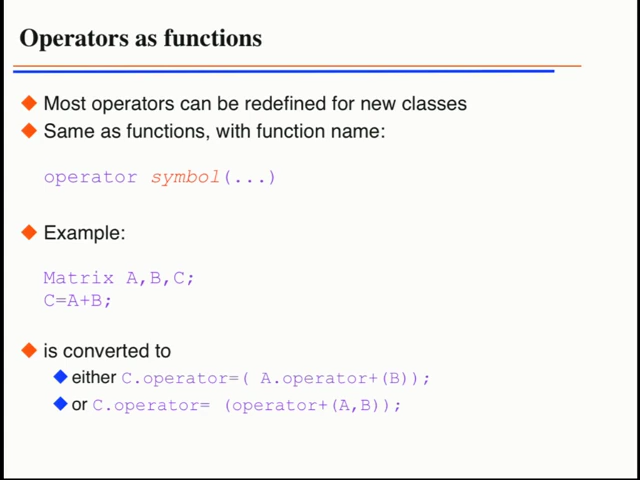 Operators as functions
Most operators can be redefined for new classes
Same as functions, with function name:
operator symbol(...)
Example:
Matrix A,B,C;
C=A+B;
is converted to
either C.operator=( A.operator+(B));
or C.operator= (operator+(A,B));